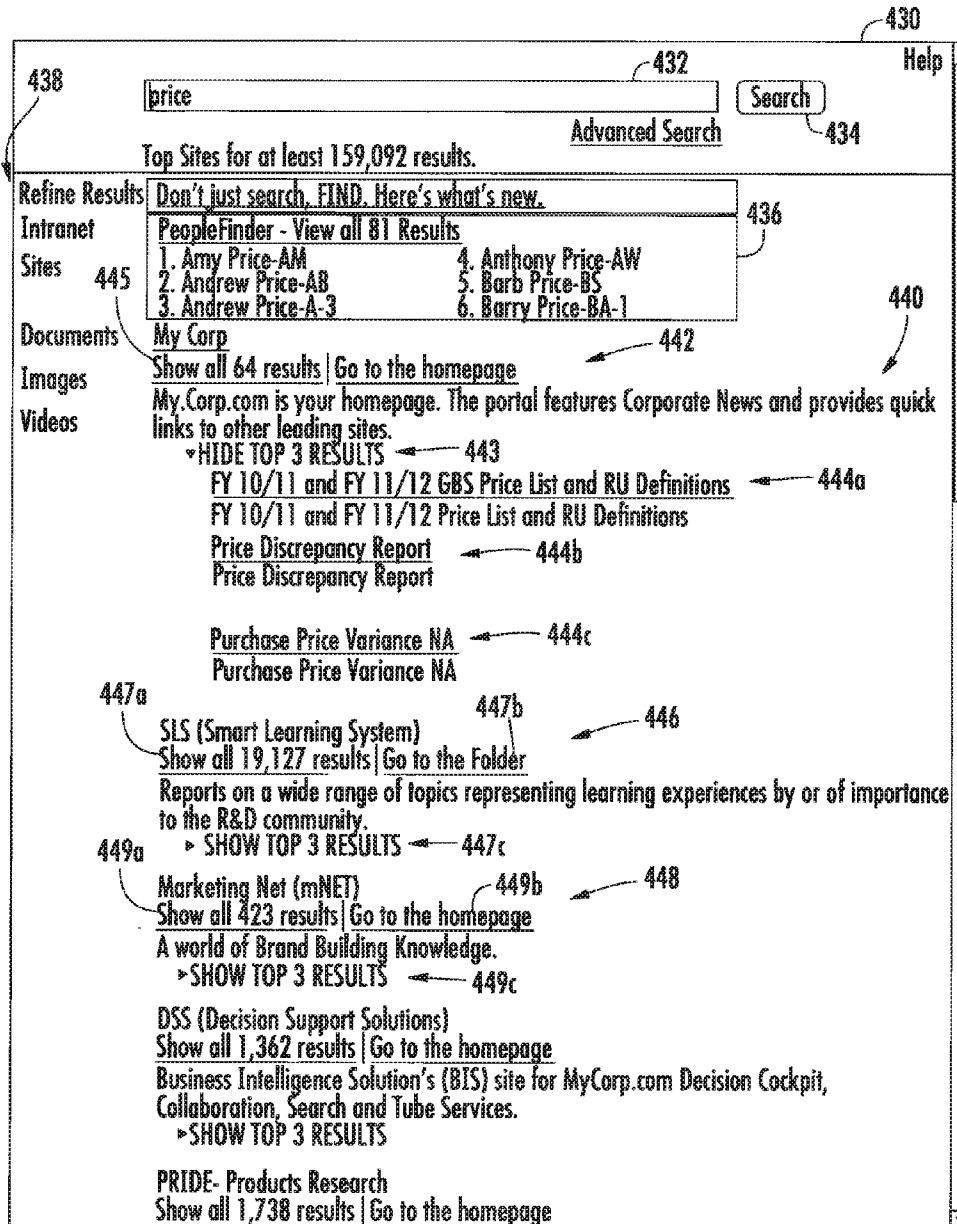 430
Help
432
438
price
Search
Advanced Search
434
Top Sites for at least 159,092 results.
Refine Results
Don't just search, FIND. Here's what's new.
436
Intranet
PeopleFinder - View all 81 Results
1. Amy Price-AM
4. Anthony Price-AW
Sites
2. Andrew Price-AB
5. Barb Price-BS
445
3. Andrew Price-A-3
6. Barry Price-BA-1
440
Documents
My Corp
442
Show all 64 results | Go to the homepage
Images
My.Corp.com is your homepage. The portal features Corporate News and provides quick
Videos
links to other leading sites.
▾HIDE TOP 3 RESULTS
443
FY 10/11 and FY 11/12 GBS Price List and RU Definitions
444a
FY 10/11 and FY 11/12 Price List and RU Definitions
Price Discrepancy Report
444b
Price Discrepancy Report
Purchase Price Variance NA
444c
Purchase Price Variance NA
447a
447b
446
SLS (Smart Learning System)
Show all 19,127 results | Go to the Folder
Reports on a wide range of topics representing learning experiences by or of importance
to the R&D community.
▸ SHOW TOP 3 RESULTS
447c
449a
449b
448
Marketing Net (mNET)
Show all 423 results | Go to the homepage
A world of Brand Building Knowledge.
▸SHOW TOP 3 RESULTS
449c
DSS (Decision Support Solutions)
Show all 1,362 results | Go to the homepage
Business Intelligence Solution's (BIS) site for MyCorp.com Decision Cockpit,
Collaboration, Search and Tube Services.
▸SHOW TOP 3 RESULTS
PRIDE- Products Research
Show all 1,738 results | Go to the homepage